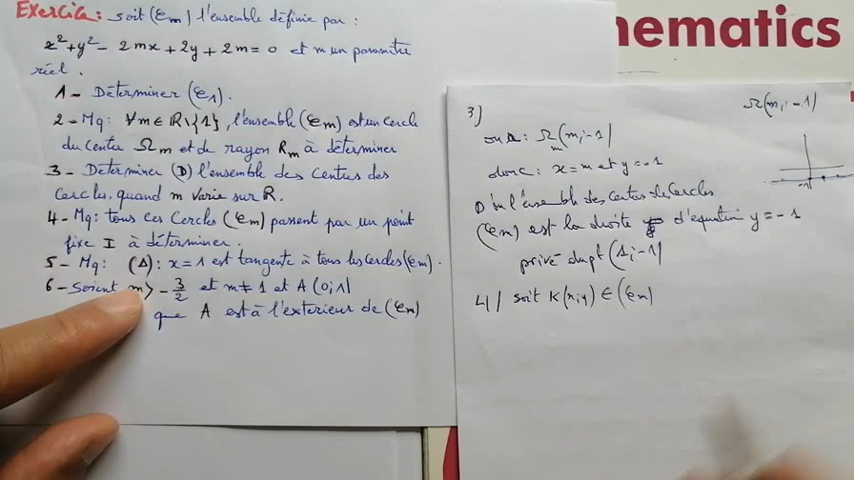 Exercice: soit (Cm) l'ensemble définie par :
x²+y²- 2mx + 2y + 2m = 0 et m un paramètre
réel.
1 - Déterminer (C1).
2 - Mq: ∀m ∈ ℝ\{1}, l'ensemble (Cm) est un cercle
du centre Ωm et de rayon Rm à déterminer
3 - Déterminer (D) l'ensemble des centres des
cercles, quand m varie sur R.
4 - Mq: tous ces cercles (Cm) passent par un point
fixe I à déterminer.
5 - Mq: (Δ): x = 1 est tangente à tous les cercles (Cm).
6 - Soient m > - 3/2 et m ≠ 1 et A (0;1)
que A est à l'exterieur de (Cm)
hematics
3)
Ω(m; -1)
on a: Ωm(m; -1)
donc: x = m et y = -1
D'où l'ensemble des centres de cercles
(Cm) est la droite d'equation y = -1
privé du pt (1; -1)
4) soit K(x;y) ∈ (Cm)